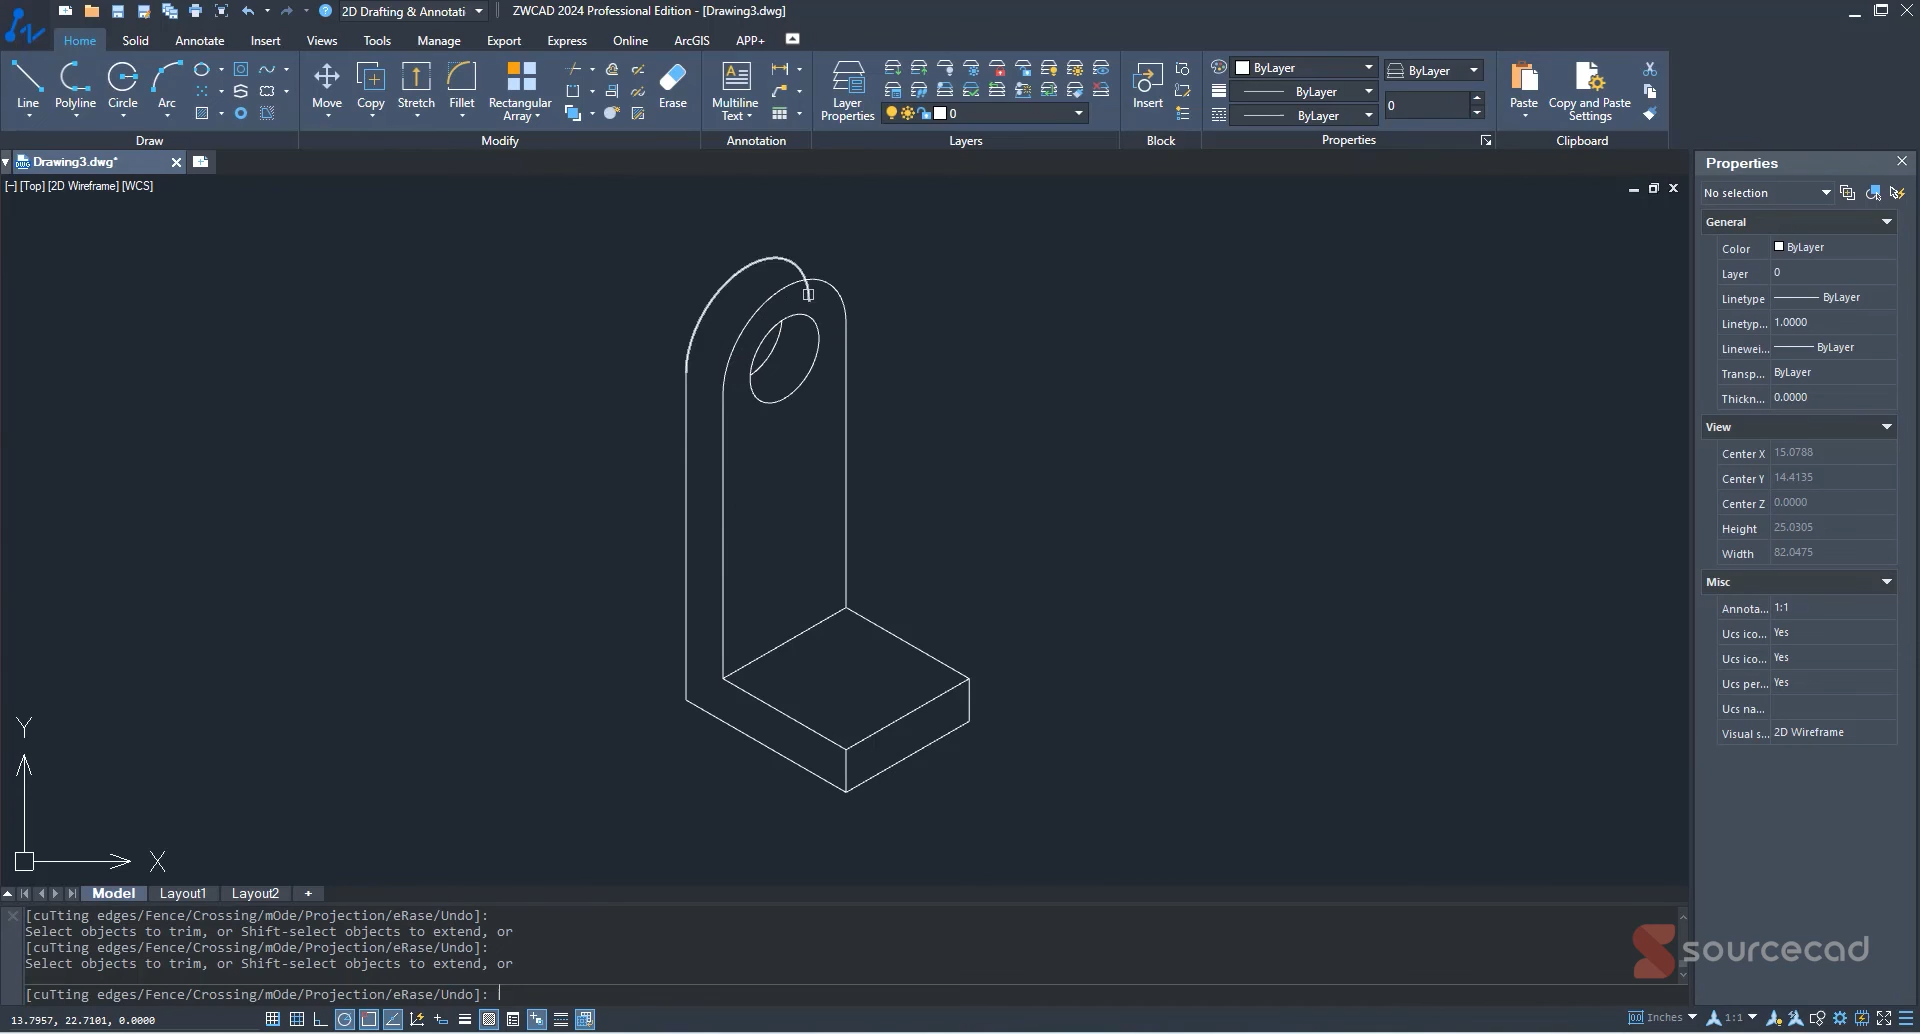 2D Drafting & Annotati ZWCAD 2024 Professional Edition - [Drawing3.dwg]
Home Solid Annotate Insert Views Tools Manage Export Express Online ArcGIS APP+
Line Polyline Circle Arc Move Copy Stretch Fillet Rectangular Array Erase Multiline Text Layer Properties 0 Insert ByLayer ByLayer ByLayer ByLayer 0 Paste Copy and Paste Settings
Draw Modify Annotation Layers Block Properties Clipboard
Drawing3.dwg*
[−] [Top] [2D Wireframe] [WCS]
Properties
No selection
General
Color ByLayer
Layer 0
Linetype ByLayer
Linetyp... 1.0000
Linewei... ByLayer
Transp... ByLayer
Thickn... 0.0000
View
Center X 15.0788
Center Y 14.4135
Center Z 0.0000
Height 25.0305
Width 82.0475
Misc
Annota... 1:1
Ucs ico... Yes
Ucs ico... Yes
Ucs per... Yes
Ucs na...
Visual s... 2D Wireframe
Y
X
Model Layout1 Layout2 +
[cuTting edges/Fence/Crossing/mOde/Projection/eRase/Undo]:
Select objects to trim, or Shift-select objects to extend, or
[cuTting edges/Fence/Crossing/mOde/Projection/eRase/Undo]:
Select objects to trim, or Shift-select objects to extend, or
[cuTting edges/Fence/Crossing/mOde/Projection/eRase/Undo]:
sourcecad
13.7957, 22.7101, 0.0000 Inches 1:1